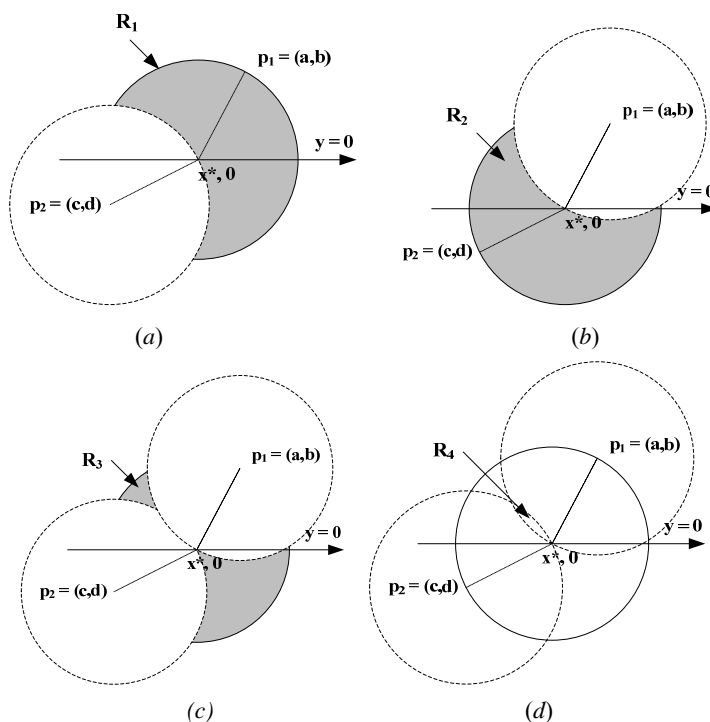 R₁
p₁ = (a,b)
y=0
x*, 0
p₂ = (c,d)
(a)
R₂
p₁ = (a,b)
y=0
x*, 0
p₂ = (c,d)
(b)
R₃
p₁ = (a,b)
y=0
x*, 0
p₂ = (c,d)
(c)
R₄
p₁ = (a,b)
y=0
x*, 0
p₂ = (c,d)
(d)